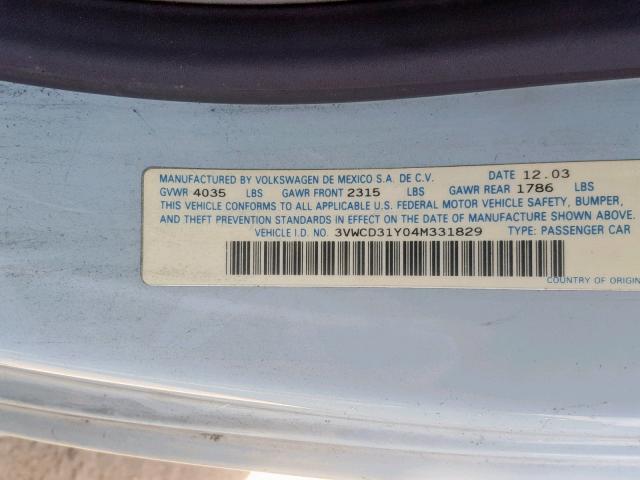 MANUFACTURED BY VOLKSWAGEN DE MEXICO S.A. DE C.V. DATE 12.03
GVWR 4035 LBS GAWR FRONT 2315 LBS GAWR REAR 1786 LBS
THIS VEHICLE CONFORMS TO ALL APPLICABLE U.S. FEDERAL MOTOR VEHICLE SAFETY, BUMPER,
AND THEFT PREVENTION STANDARDS IN EFFECT ON THE DATE OF MANUFACTURE SHOWN ABOVE.
VEHICLE I.D. NO. 3VWCD31Y04M331829 TYPE: PASSENGER CAR
COUNTRY OF ORIGIN